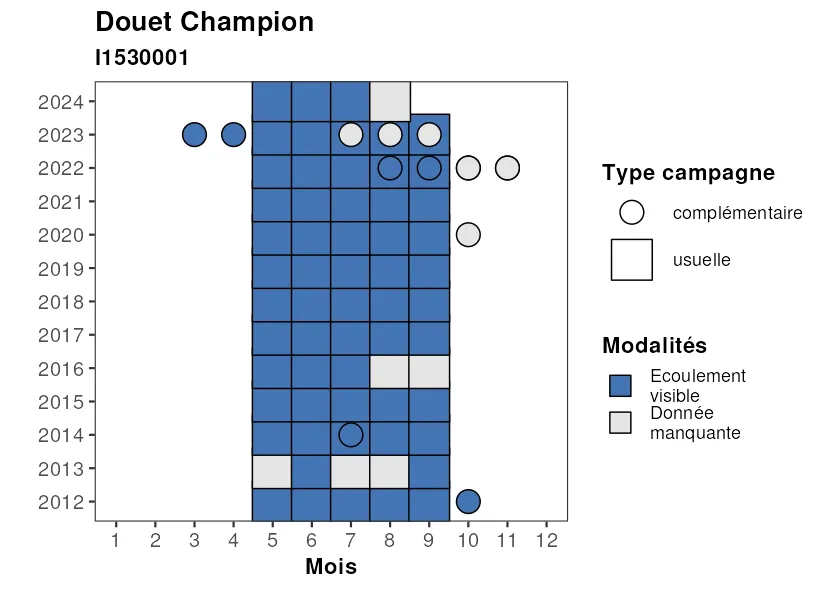 Douet Champion
I1530001
2024
2023
2022
2021
2020
2019
2018
2017
2016
2015
2014
2013
2012
1 2 3 4 5 6 7 8 9 10 11 12
Mois
Type campagne
complémentaire
usuelle
Modalités
Ecoulement
visible
Donnée
manquante